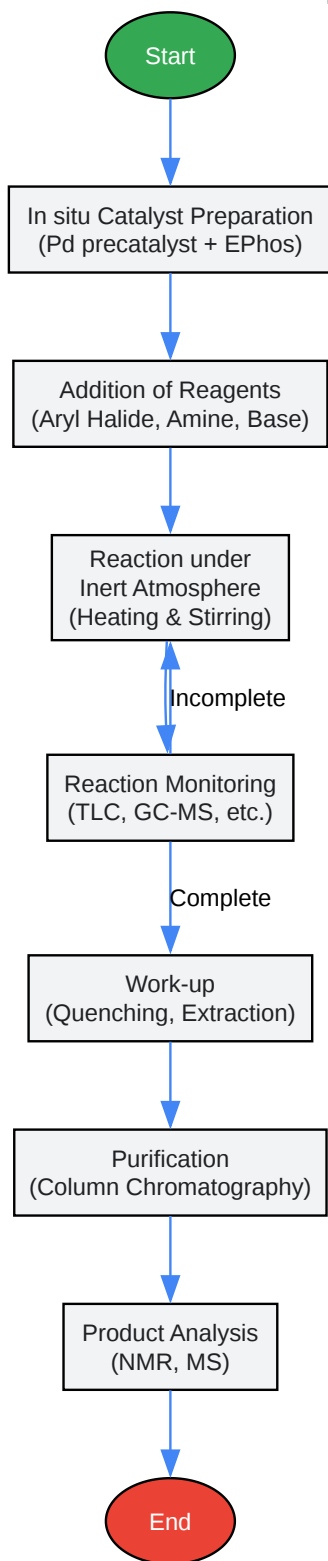 Start
In situ Catalyst Preparation
(Pd precatalyst + EPhos)
Addition of Reagents
(Aryl Halide, Amine, Base)
Reaction under
Inert Atmosphere
(Heating & Stirring)
Incomplete
Reaction Monitoring
(TLC, GC-MS, etc.)
Complete
Work-up
(Quenching, Extraction)
Purification
(Column Chromatography)
Product Analysis
(NMR, MS)
End